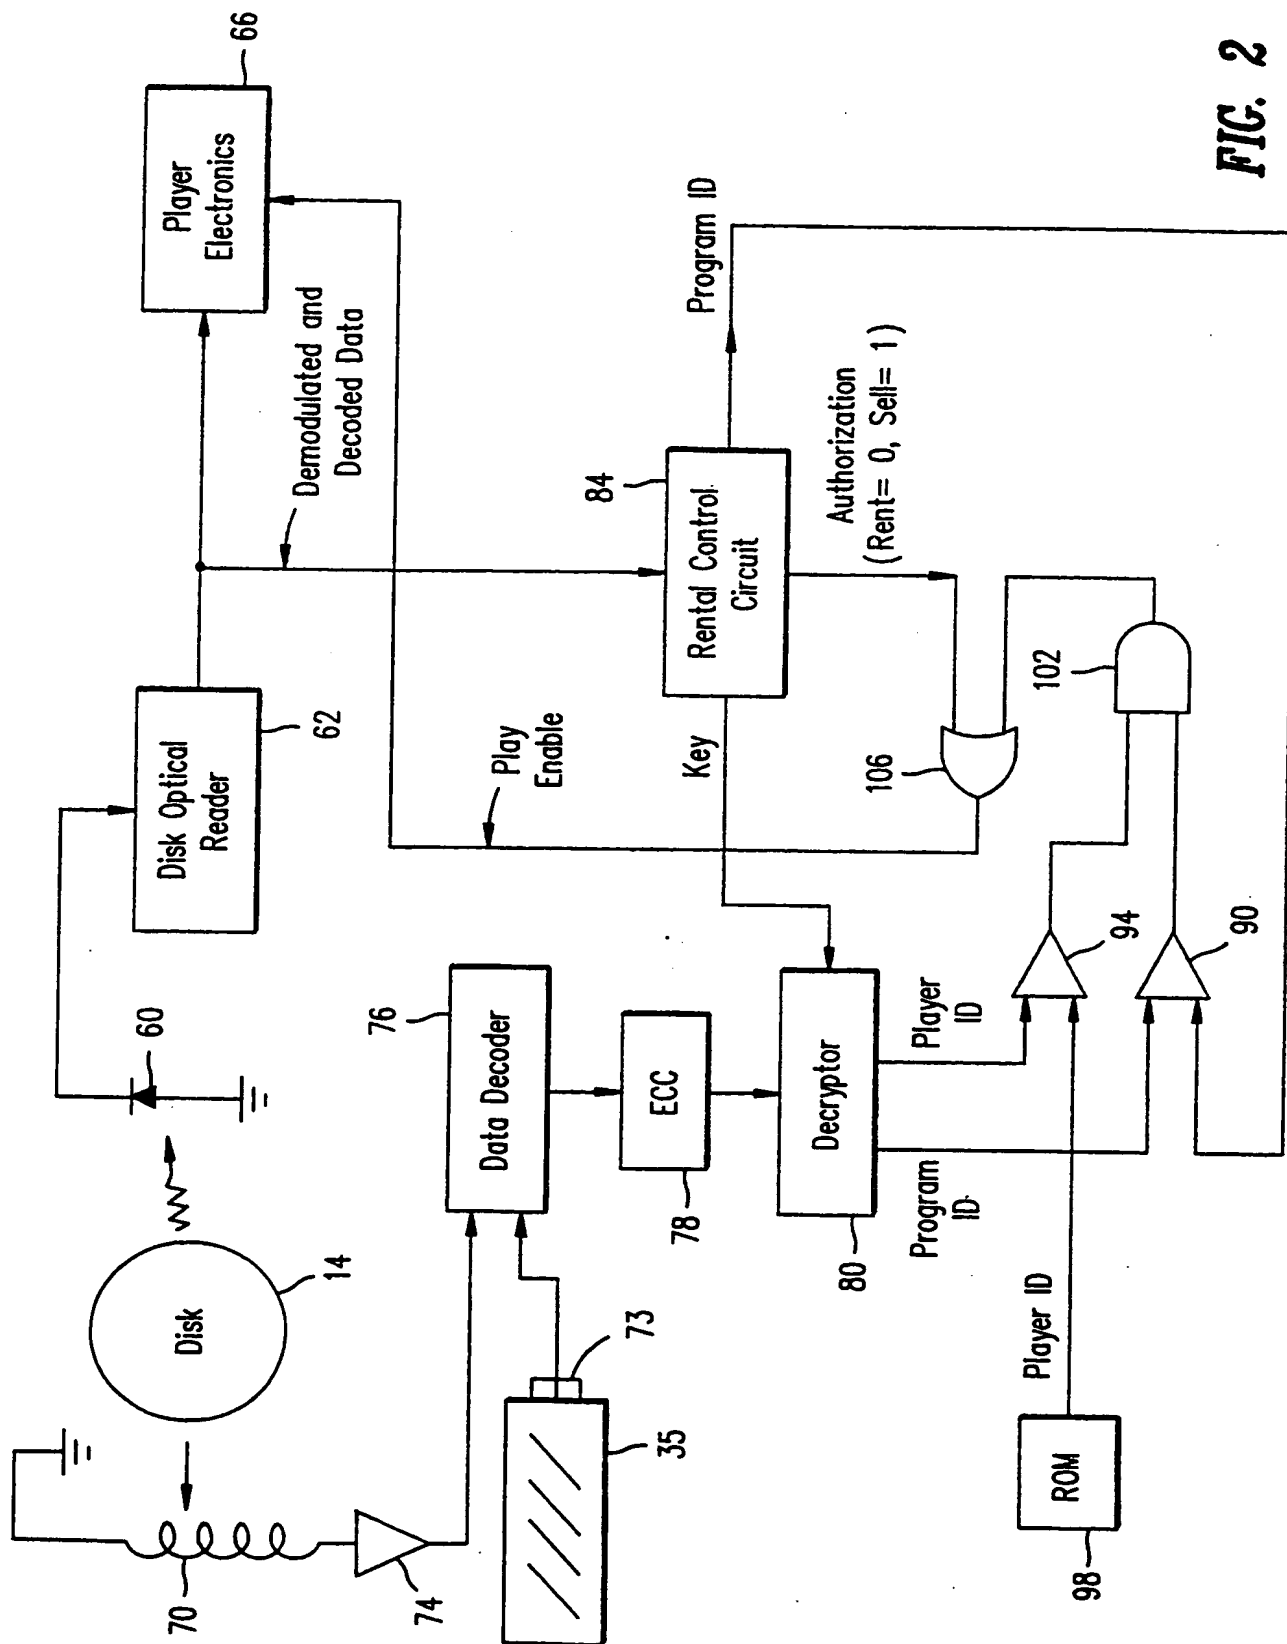 Disk
14
60
Disk Optical
Reader
62
Player
Electronics
66
Demodulated and
Decoded Data
Play
Enable
70
74
35
73
76
Data Decoder
ECC
78
Decryptor
80
Key
84
Rental Control
Circuit
Program ID
Authorization
(Rent= 0, Sell= 1)
106
102
Player
ID
94
Program
ID
90
Player ID
ROM
98
FIG. 2